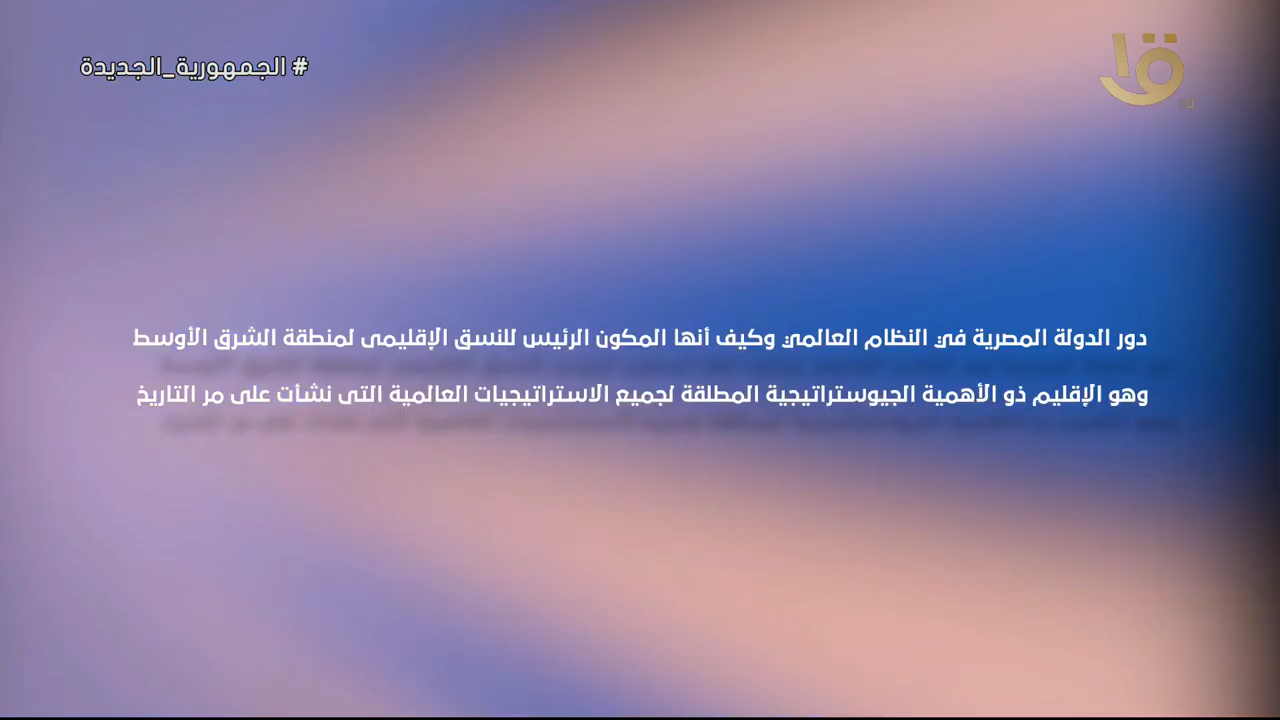 # الجمهورية_الجديدة
دور الدولة المصرية في النظام العالمي وكيف أنها المكون الرئيس للنسق الإقليمى لمنطقة الشرق الأوسط
وهو الإقليم ذو الأهمية الجيوستراتيجية المطلقة لجميع الاستراتيجيات العالمية التى نشأت على مر التاريخ